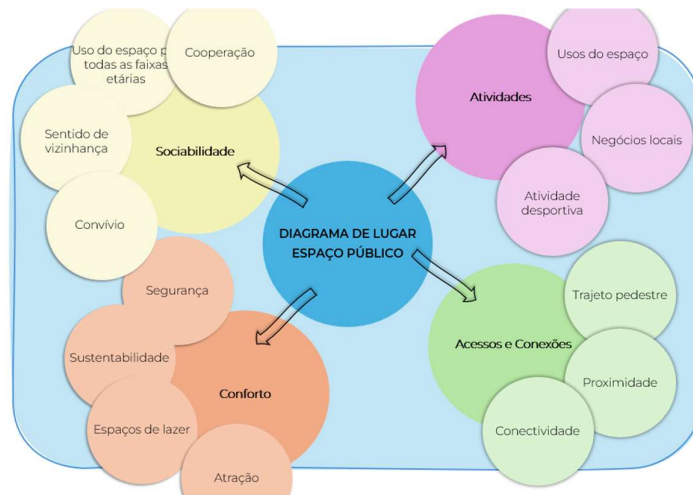 Uso do espaço p
todas as faixas
etárias
Cooperação
Sentido de
vizinhança
Sociabilidade
Convívio
Atividades
Usos do espaço
Negócios locais
Atividade
desportiva
DIAGRAMA DE LUGAR
ESPAÇO PÚBLICO
Segurança
Sustentabilidade
Conforto
Espaços de lazer
Atração
Acessos e Conexões
Trajeto pedestre
Proximidade
Conectividade